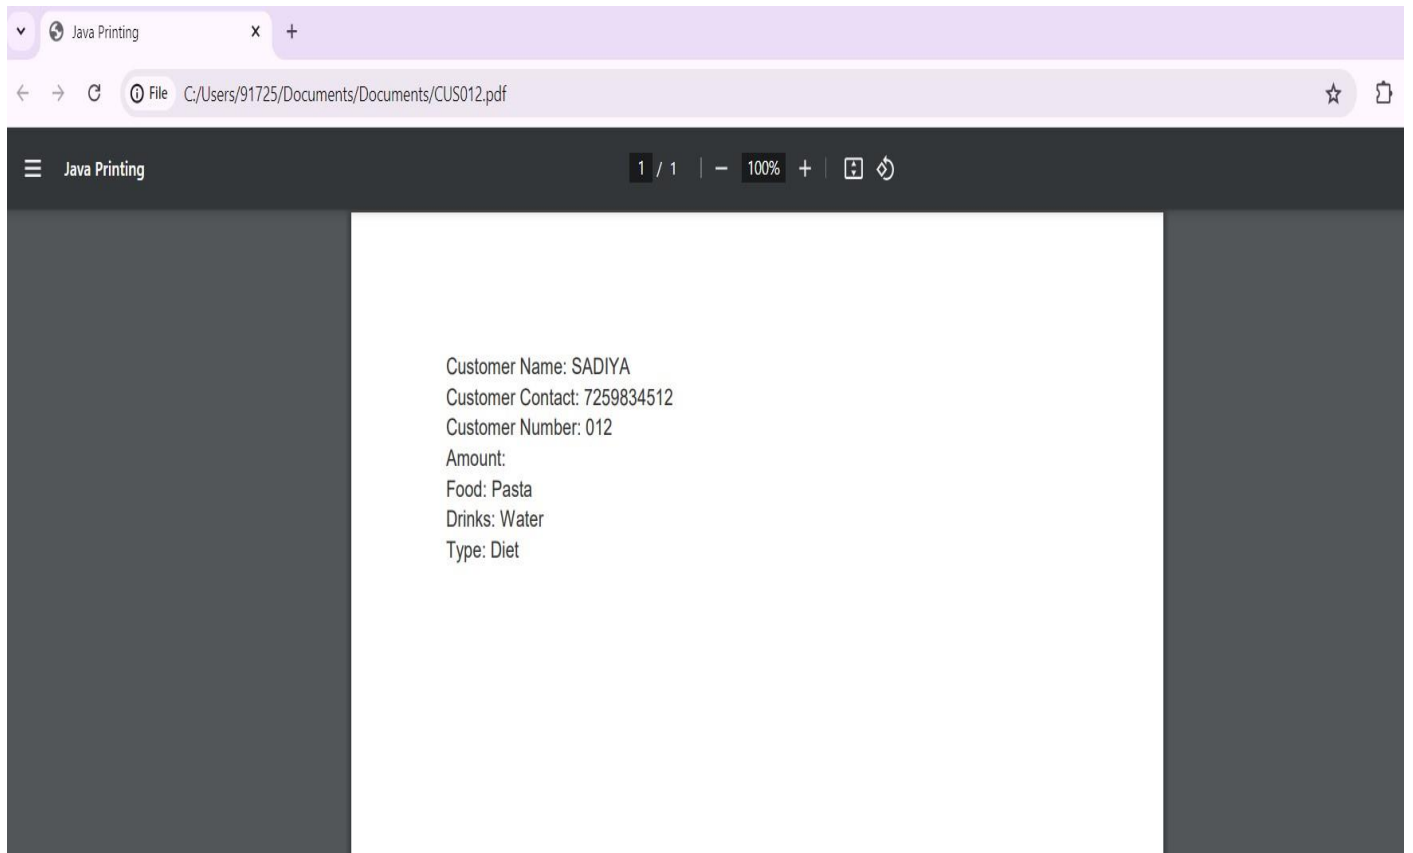 Java Printing
File C:/Users/91725/Documents/Documents/CUS012.pdf
Java Printing 1 / 1 100%
Customer Name: SADIYA
Customer Contact: 7259834512
Customer Number: 012
Amount:
Food: Pasta
Drinks: Water
Type: Diet